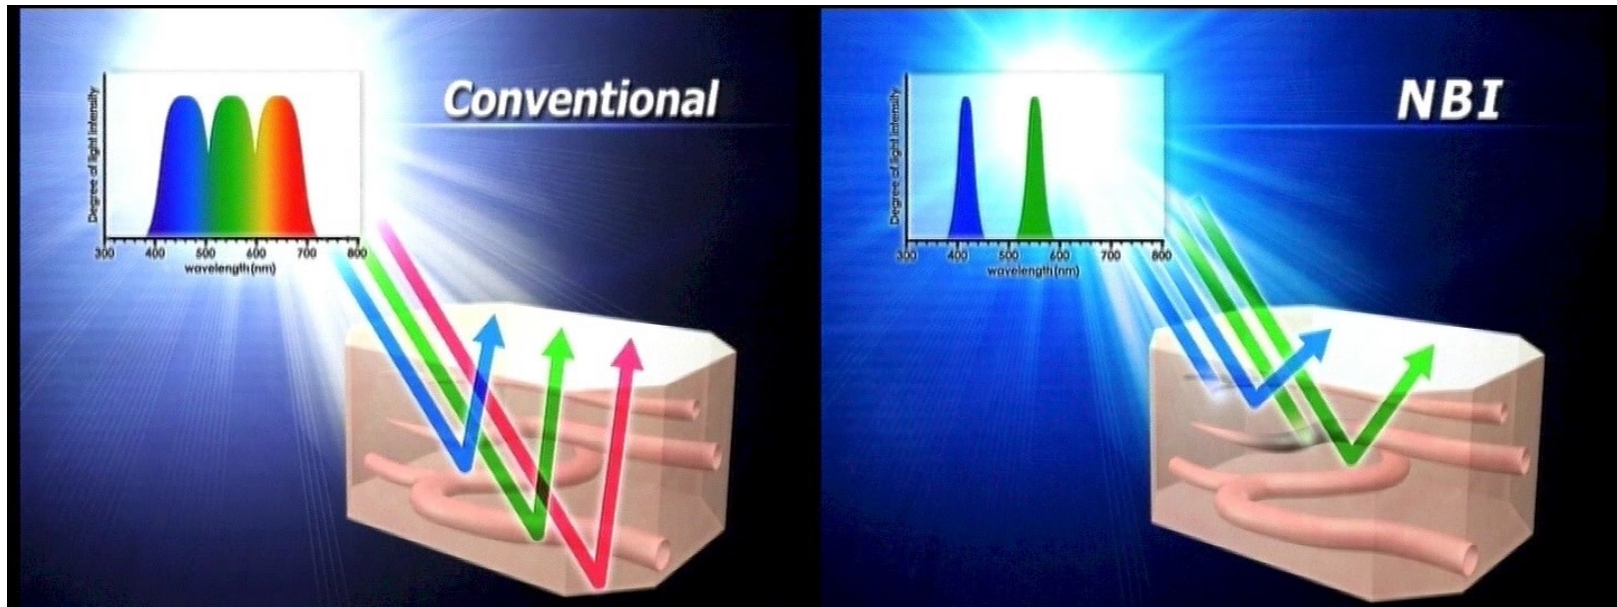 Conventional
Degree of light intensity
300 400 500 600 700 800
wavelength(nm)
NBI
Degree of light intensity
300 400 500 600 700 800
wavelength(nm)